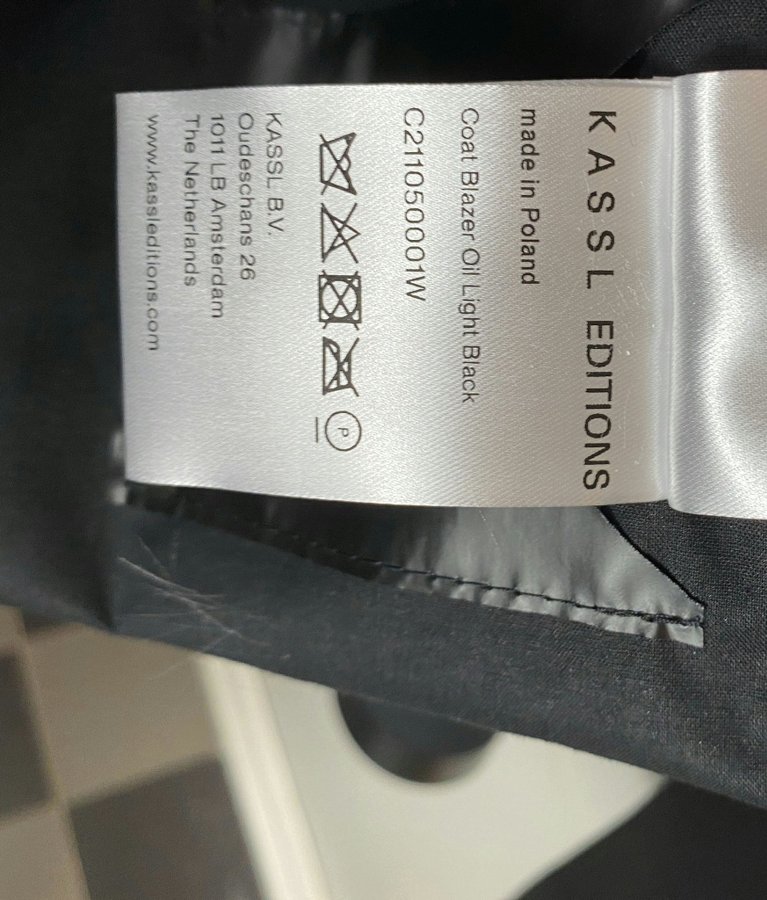 KASSL EDITIONS
made in Poland
Coat Blazer Oil Light Black
C211050001W
P
KASSL B.V.
Oudeschans 26
1011 LB Amsterdam
The Netherlands
www.kassleditions.com